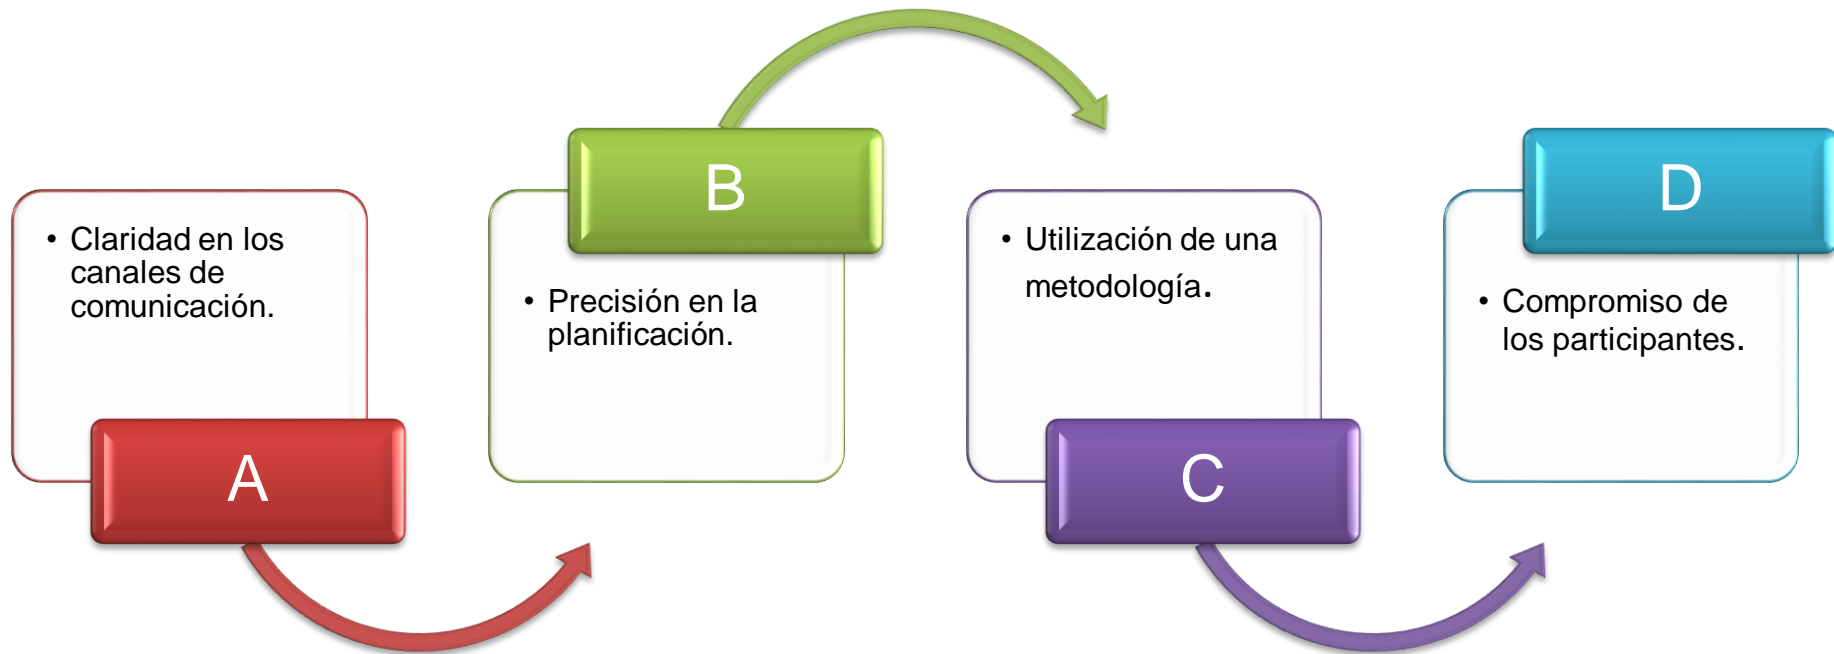 • Claridad en los
canales de
comunicación.
A
B
• Precisión en la
planificación.
• Utilización de una
metodología.
C
D
• Compromiso de
los participantes.